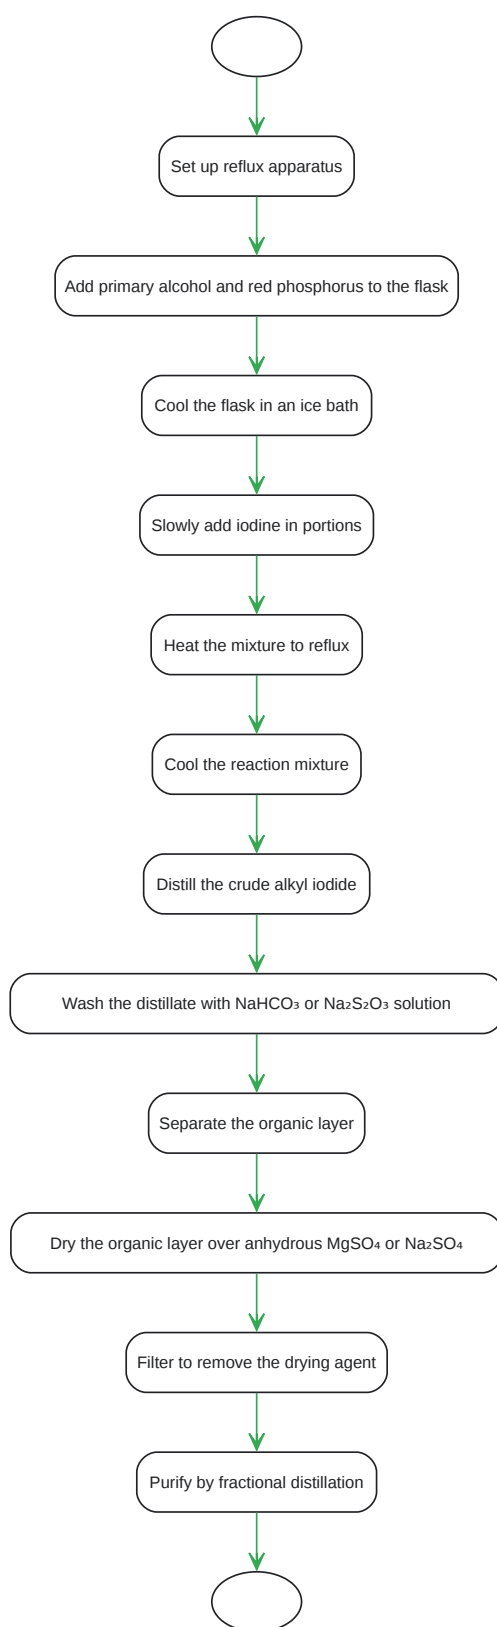 Set up reflux apparatus
Add primary alcohol and red phosphorus to the flask
Cool the flask in an ice bath
Slowly add iodine in portions
Heat the mixture to reflux
Cool the reaction mixture
Distill the crude alkyl iodide
Wash the distillate with NaHCO₃ or Na₂S₂O₃ solution
Separate the organic layer
Dry the organic layer over anhydrous MgSO₄ or Na₂SO₄
Filter to remove the drying agent
Purify by fractional distillation